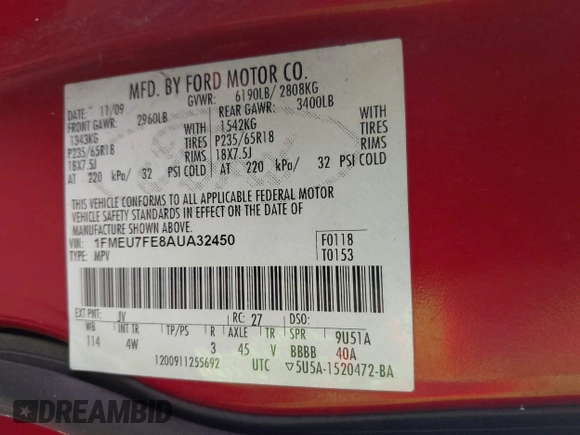 MFD. BY FORD MOTOR CO.
DATE: 11/09 GVWR: 6190LB/ 2808KG
FRONT GAWR: 2960LB REAR GAWR: 3400LB
1343KG WITH 1542KG WITH
P235/65R18 TIRES P235/65R18 TIRES
18X7.5J RIMS 18X7.5J RIMS
AT 220 kPa/ 32 PSI COLD AT 220 kPa/ 32 PSI COLD
THIS VEHICLE CONFORMS TO ALL APPLICABLE FEDERAL MOTOR
VEHICLE SAFETY STANDARDS IN EFFECT ON THE DATE OF
MANUFACTURE SHOWN ABOVE.
VIN: 1FMEU7FE8AUA32450 F0118
TYPE: MPV T0153
EXT PNT: JV RC: 27 DSO:
WB INT TR TP/PS R AXLE TR SPR 9U51A
114 4W 3 45 V BBBB 40A
1200911255692 UTC ▽5U5A-1520472-BA
DREAMBID